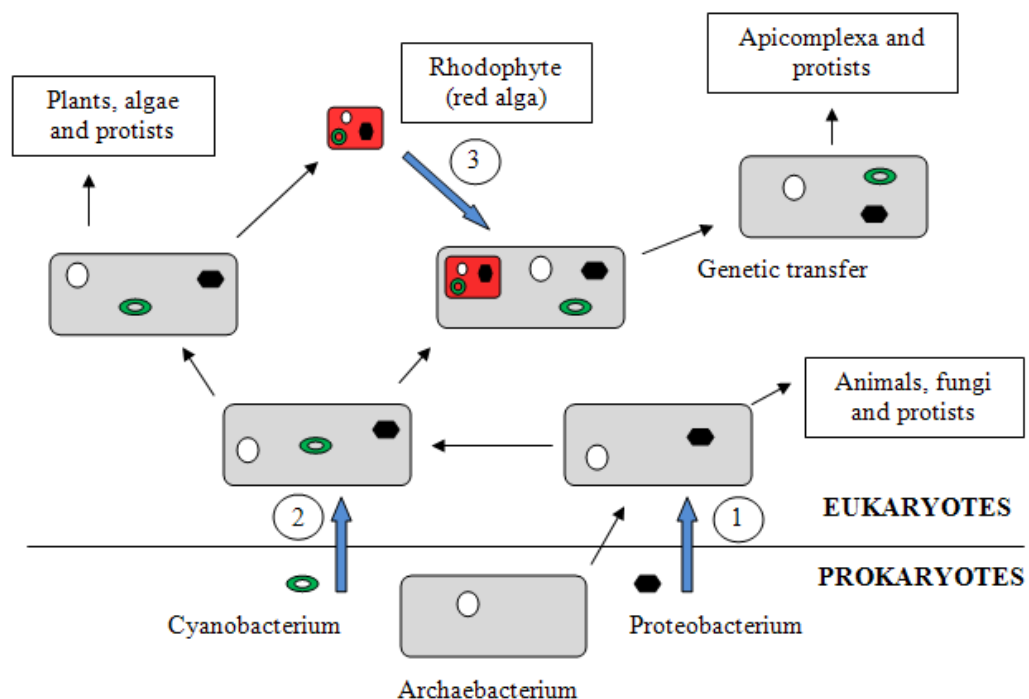 Apicomplexa and
protists
Rhodophyte
(red alga)
Plants, algae
and protists
3
Genetic transfer
Animals, fungi
and protists
2
1
EUKARYOTES
PROKARYOTES
Cyanobacterium
Proteobacterium
Archaebacterium